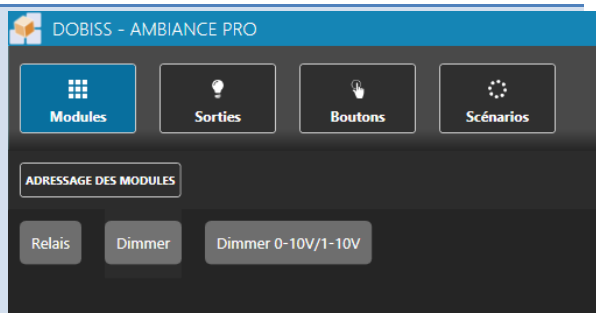 DOBISS - AMBIANCE PRO
Modules Sorties Boutons Scénarios
ADRESSAGE DES MODULES
Relais Dimmer Dimmer 0-10V/1-10V